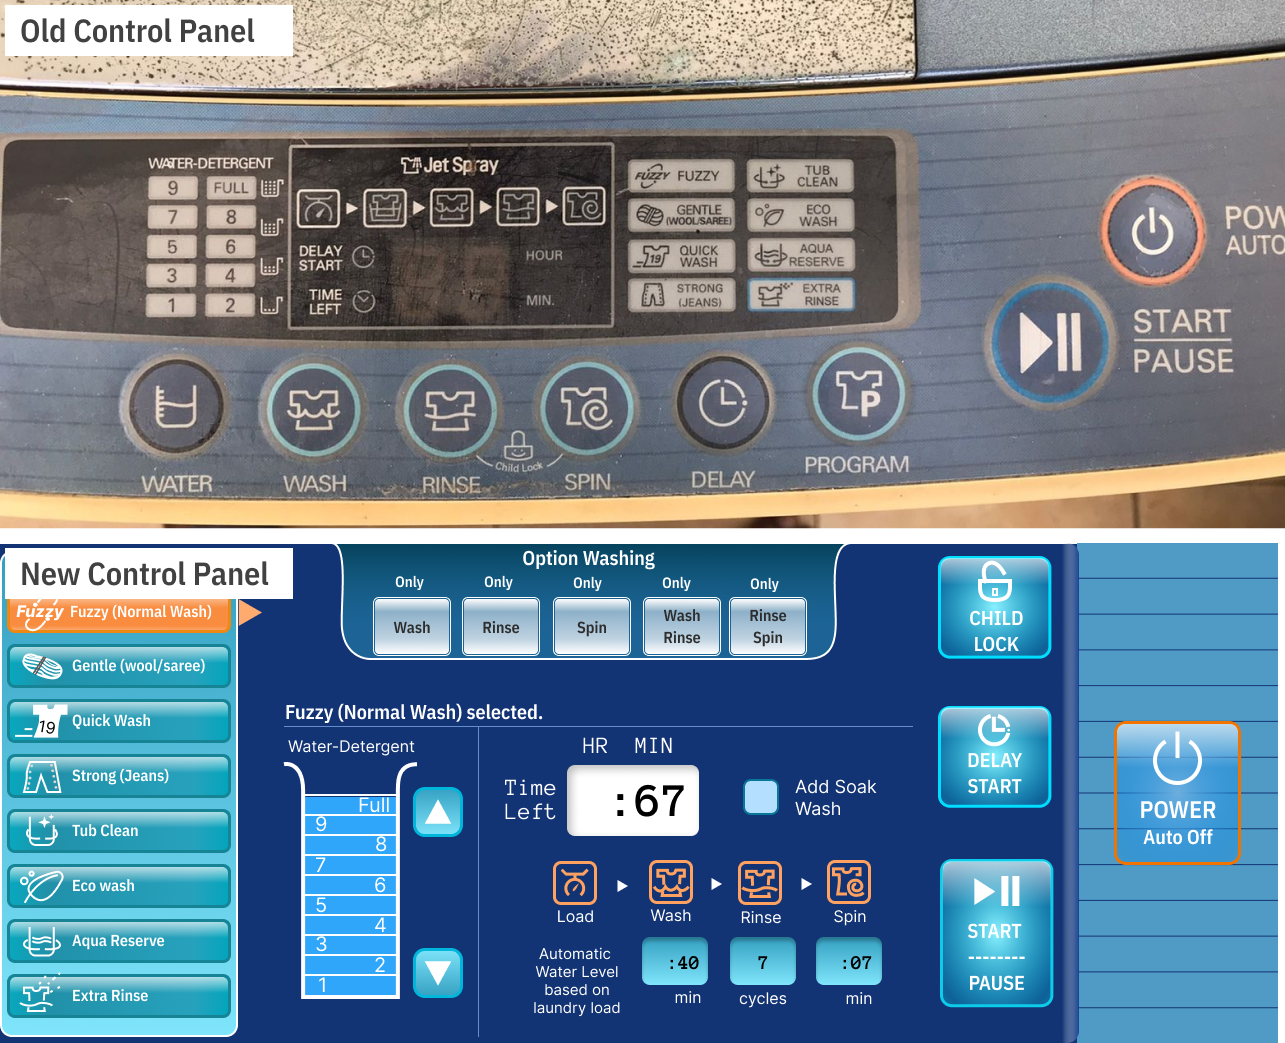 Old Control Panel
WATER-DETERGENT
9 FULL
7 8
5 6
3 4
1 2
Jet Spray
DELAY
START
HOUR
TIME
LEFT
MIN.
FUZZY FUZZY
GENTLE
(WOOL/SAREE)
19 QUICK
WASH
STRONG
(JEANS)
TUB
CLEAN
ECO
WASH
AQUA
RESERVE
EXTRA
RINSE
POW
AUTO
START
PAUSE
WATER
WASH
RINSE
Child Lock
SPIN
DELAY
P
PROGRAM
New Control Panel
Fuzzy Fuzzy (Normal Wash)
Gentle (wool/saree)
19 Quick Wash
Strong (Jeans)
Tub Clean
Eco wash
Aqua Reserve
Extra Rinse
Option Washing
Only Only Only Only Only
Wash
Rinse
Spin
Wash
Rinse
Rinse
Spin
Fuzzy (Normal Wash) selected.
Water-Detergent
Full
9
8
7
6
5
4
3
2
1
HR MIN
Time
Left
:67
Add Soak
Wash
Load Wash Rinse Spin
Automatic
Water Level
based on
laundry load
:40
min
7
cycles
:07
min
CHILD
LOCK
DELAY
START
START
--------
PAUSE
POWER
Auto Off